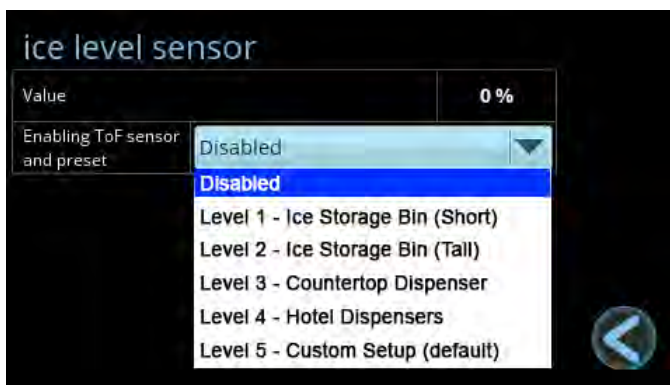 ice level sensor
Value 0 %
Enabling ToF sensor
and preset
Disabled
Disabled
Level 1 - Ice Storage Bin (Short)
Level 2 - Ice Storage Bin (Tall)
Level 3 - Countertop Dispenser
Level 4 - Hotel Dispensers
Level 5 - Custom Setup (default)